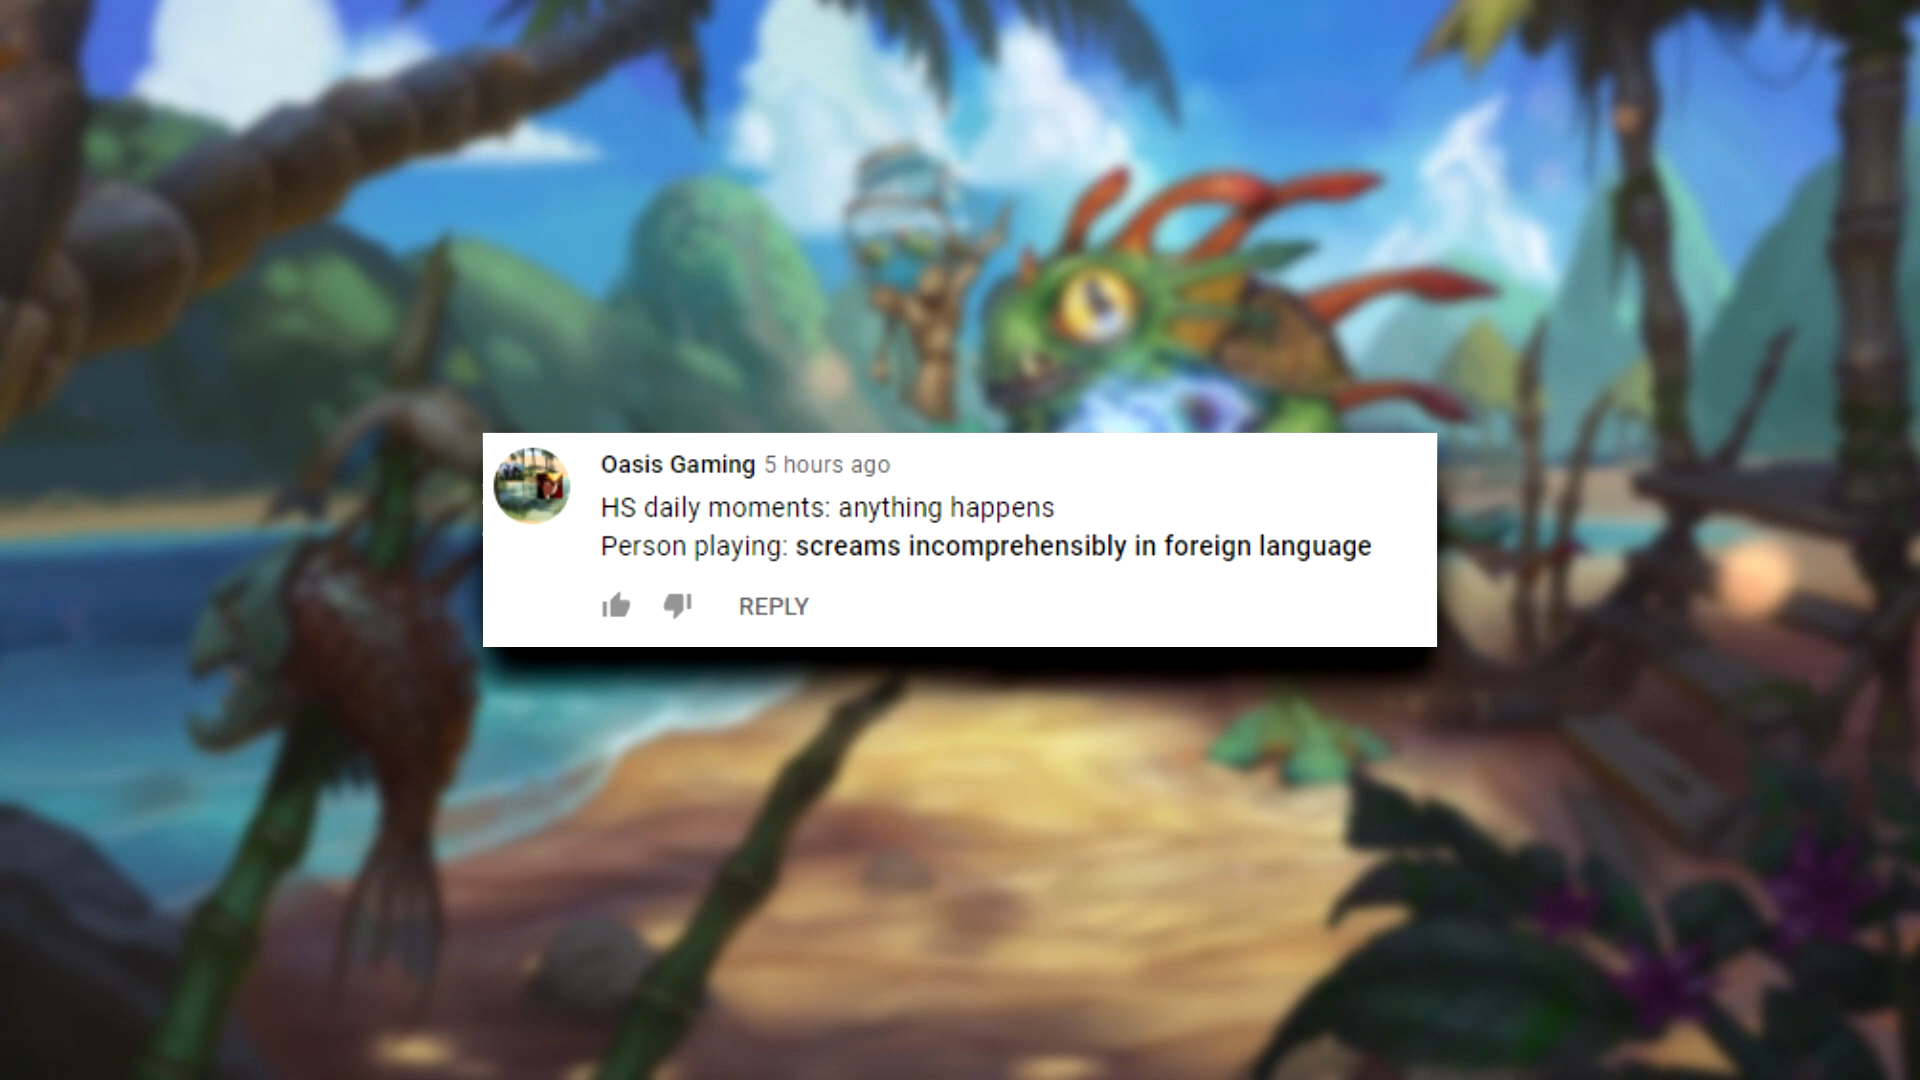 Oasis Gaming 5 hours ago
HS daily moments: anything happens
Person playing: screams incomprehensibly in foreign language
REPLY